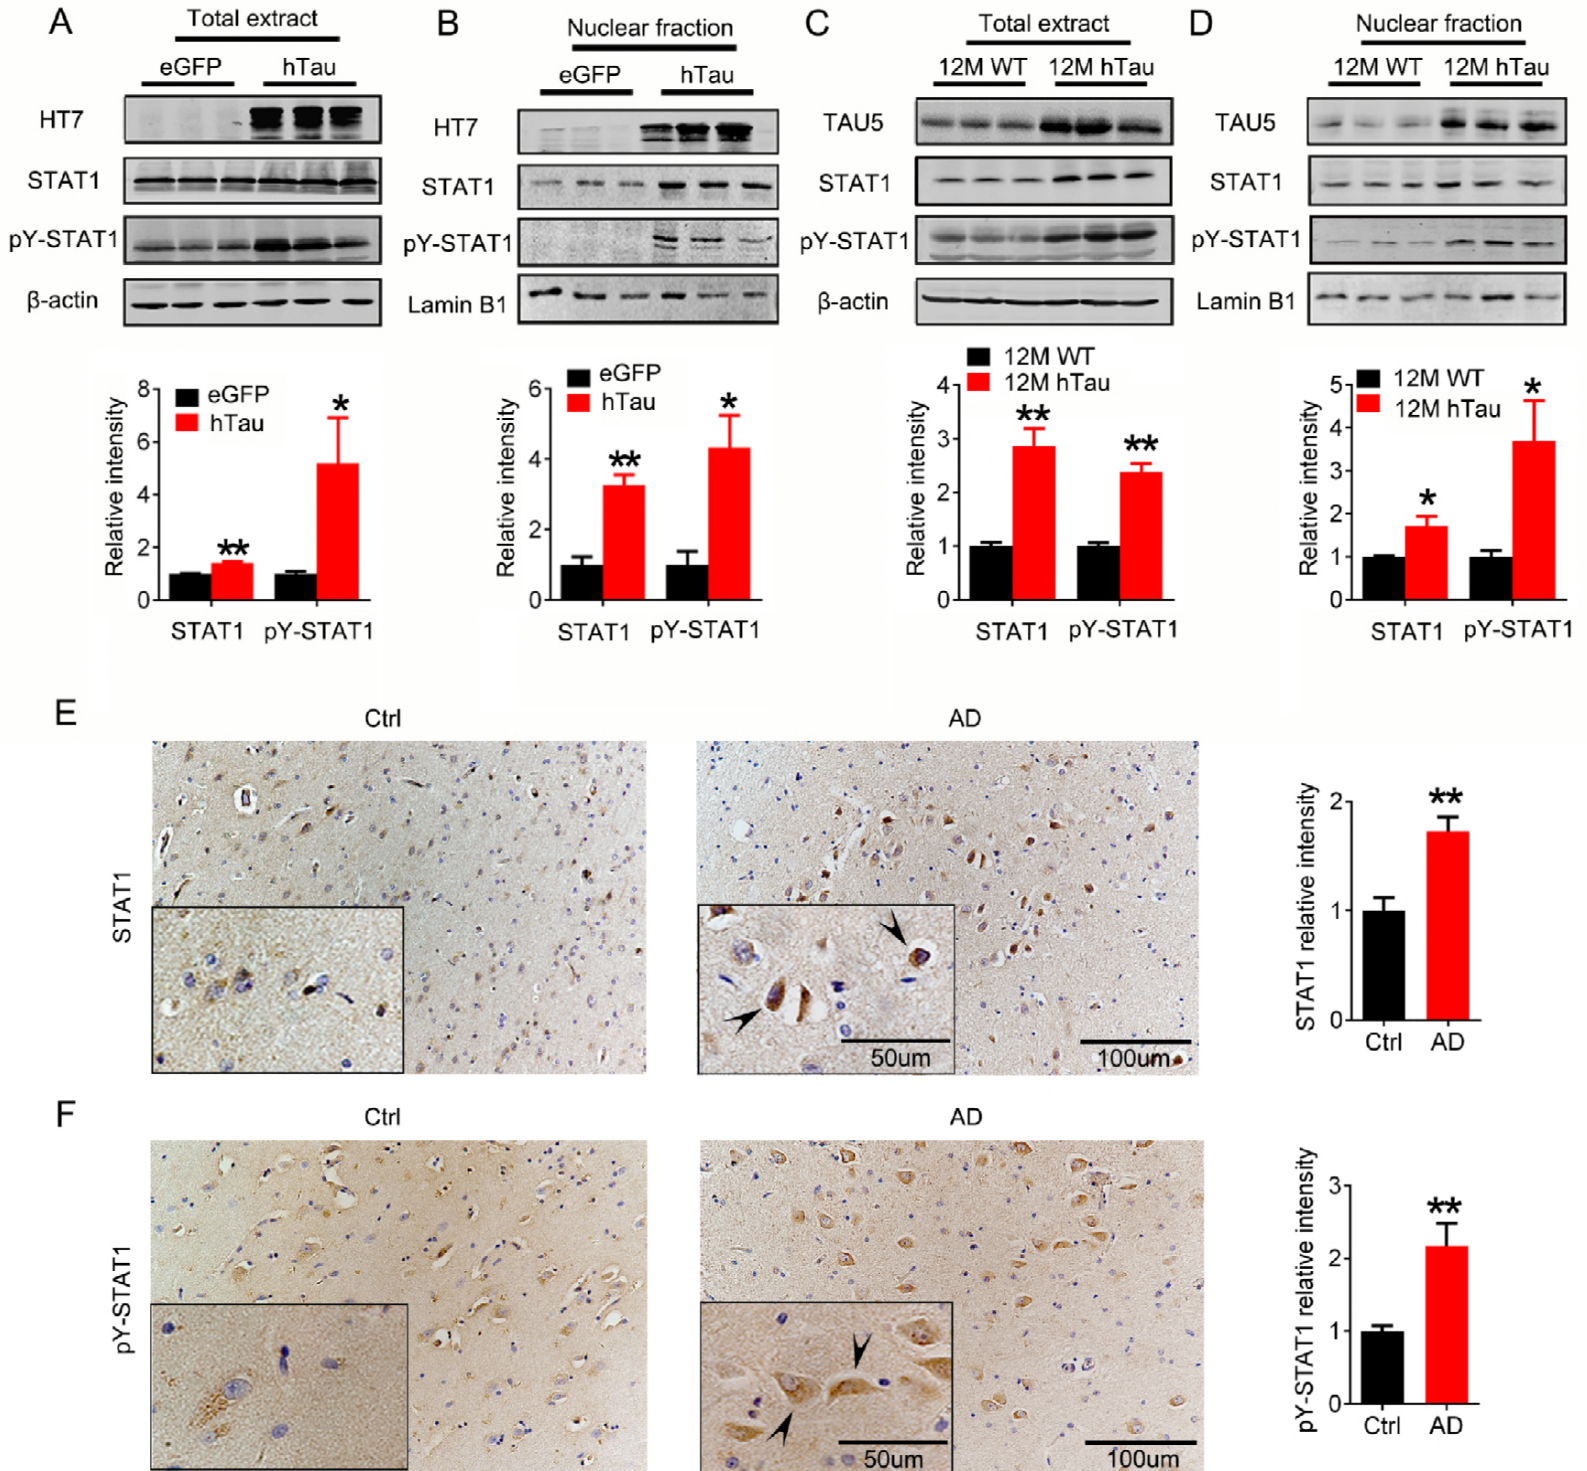 A
Total extract
eGFP
hTau
HT7
STAT1
pY-STAT1
β-actin
Relative intensity
8
6
4
2
0
eGFP
hTau
**
*
STAT1
pY-STAT1
B
Nuclear fraction
eGFP
hTau
HT7
STAT1
pY-STAT1
Lamin B1
Relative intensity
6
4
2
0
eGFP
hTau
**
*
STAT1
pY-STAT1
C
Total extract
12M WT
12M hTau
TAU5
STAT1
pY-STAT1
β-actin
Relative intensity
4
3
2
1
0
12M WT
12M hTau
**
**
STAT1
pY-STAT1
D
Nuclear fraction
12M WT
12M hTau
TAU5
STAT1
pY-STAT1
Lamin B1
Relative intensity
5
4
3
2
1
0
12M WT
12M hTau
*
*
STAT1
pY-STAT1
E
Ctrl
AD
STAT1
50um
100um
STAT1 relative intensity
2
1
0
**
Ctrl
AD
F
Ctrl
AD
pY-STAT1
50um
100um
pY-STAT1 relative intensity
3
2
1
0
**
Ctrl
AD